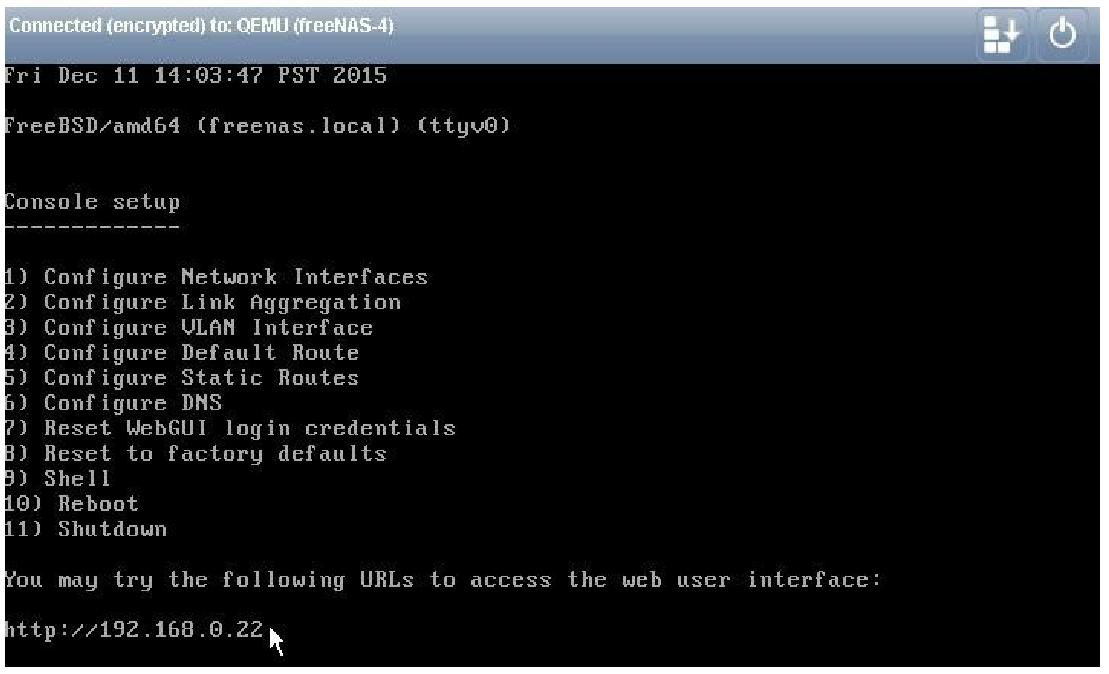 Connected (encrypted) to: QEMU (freeNAS-4)
Fri Dec 11 14:03:47 PST 2015
FreeBSD/amd64 (freenas.local) (ttyv0)
Console setup
-------------
1) Configure Network Interfaces
2) Configure Link Aggregation
3) Configure VLAN Interface
4) Configure Default Route
5) Configure Static Routes
6) Configure DNS
7) Reset WebGUI login credentials
8) Reset to factory defaults
9) Shell
10) Reboot
11) Shutdown
You may try the following URLs to access the web user interface:
http://192.168.0.22